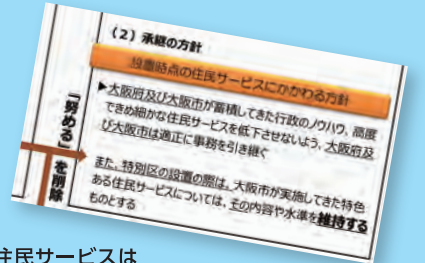 (2) 承継の方針
設置時点の住民サービスにかかわる方針
▶大阪府及び大阪市が蓄積してきた行政のノウハウ、高度
できめ細かな住民サービスを低下させないよう、大阪府及
び大阪市は適正に事務を引き継ぐ
また、特別区の設置の際は、大阪市が実施してきた特色
ある住民サービスについては、その内容や水準を維持する
ものとする
「努める」を削除
住民サービスは